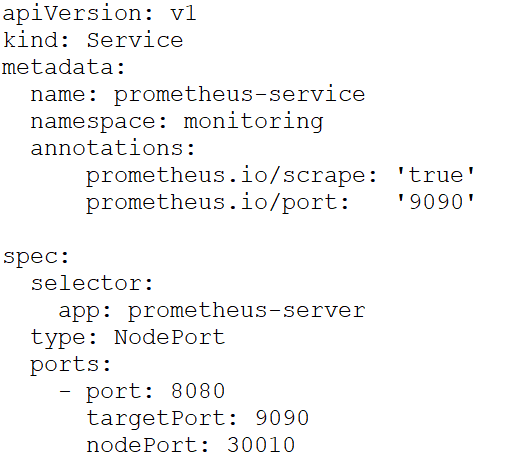 apiVersion: v1
kind: Service
metadata:
  name: prometheus-service
  namespace: monitoring
  annotations:
      prometheus.io/scrape: 'true'
      prometheus.io/port:   '9090'

spec:
  selector:
    app: prometheus-server
  type: NodePort
  ports:
    - port: 8080
      targetPort: 9090
      nodePort: 30010